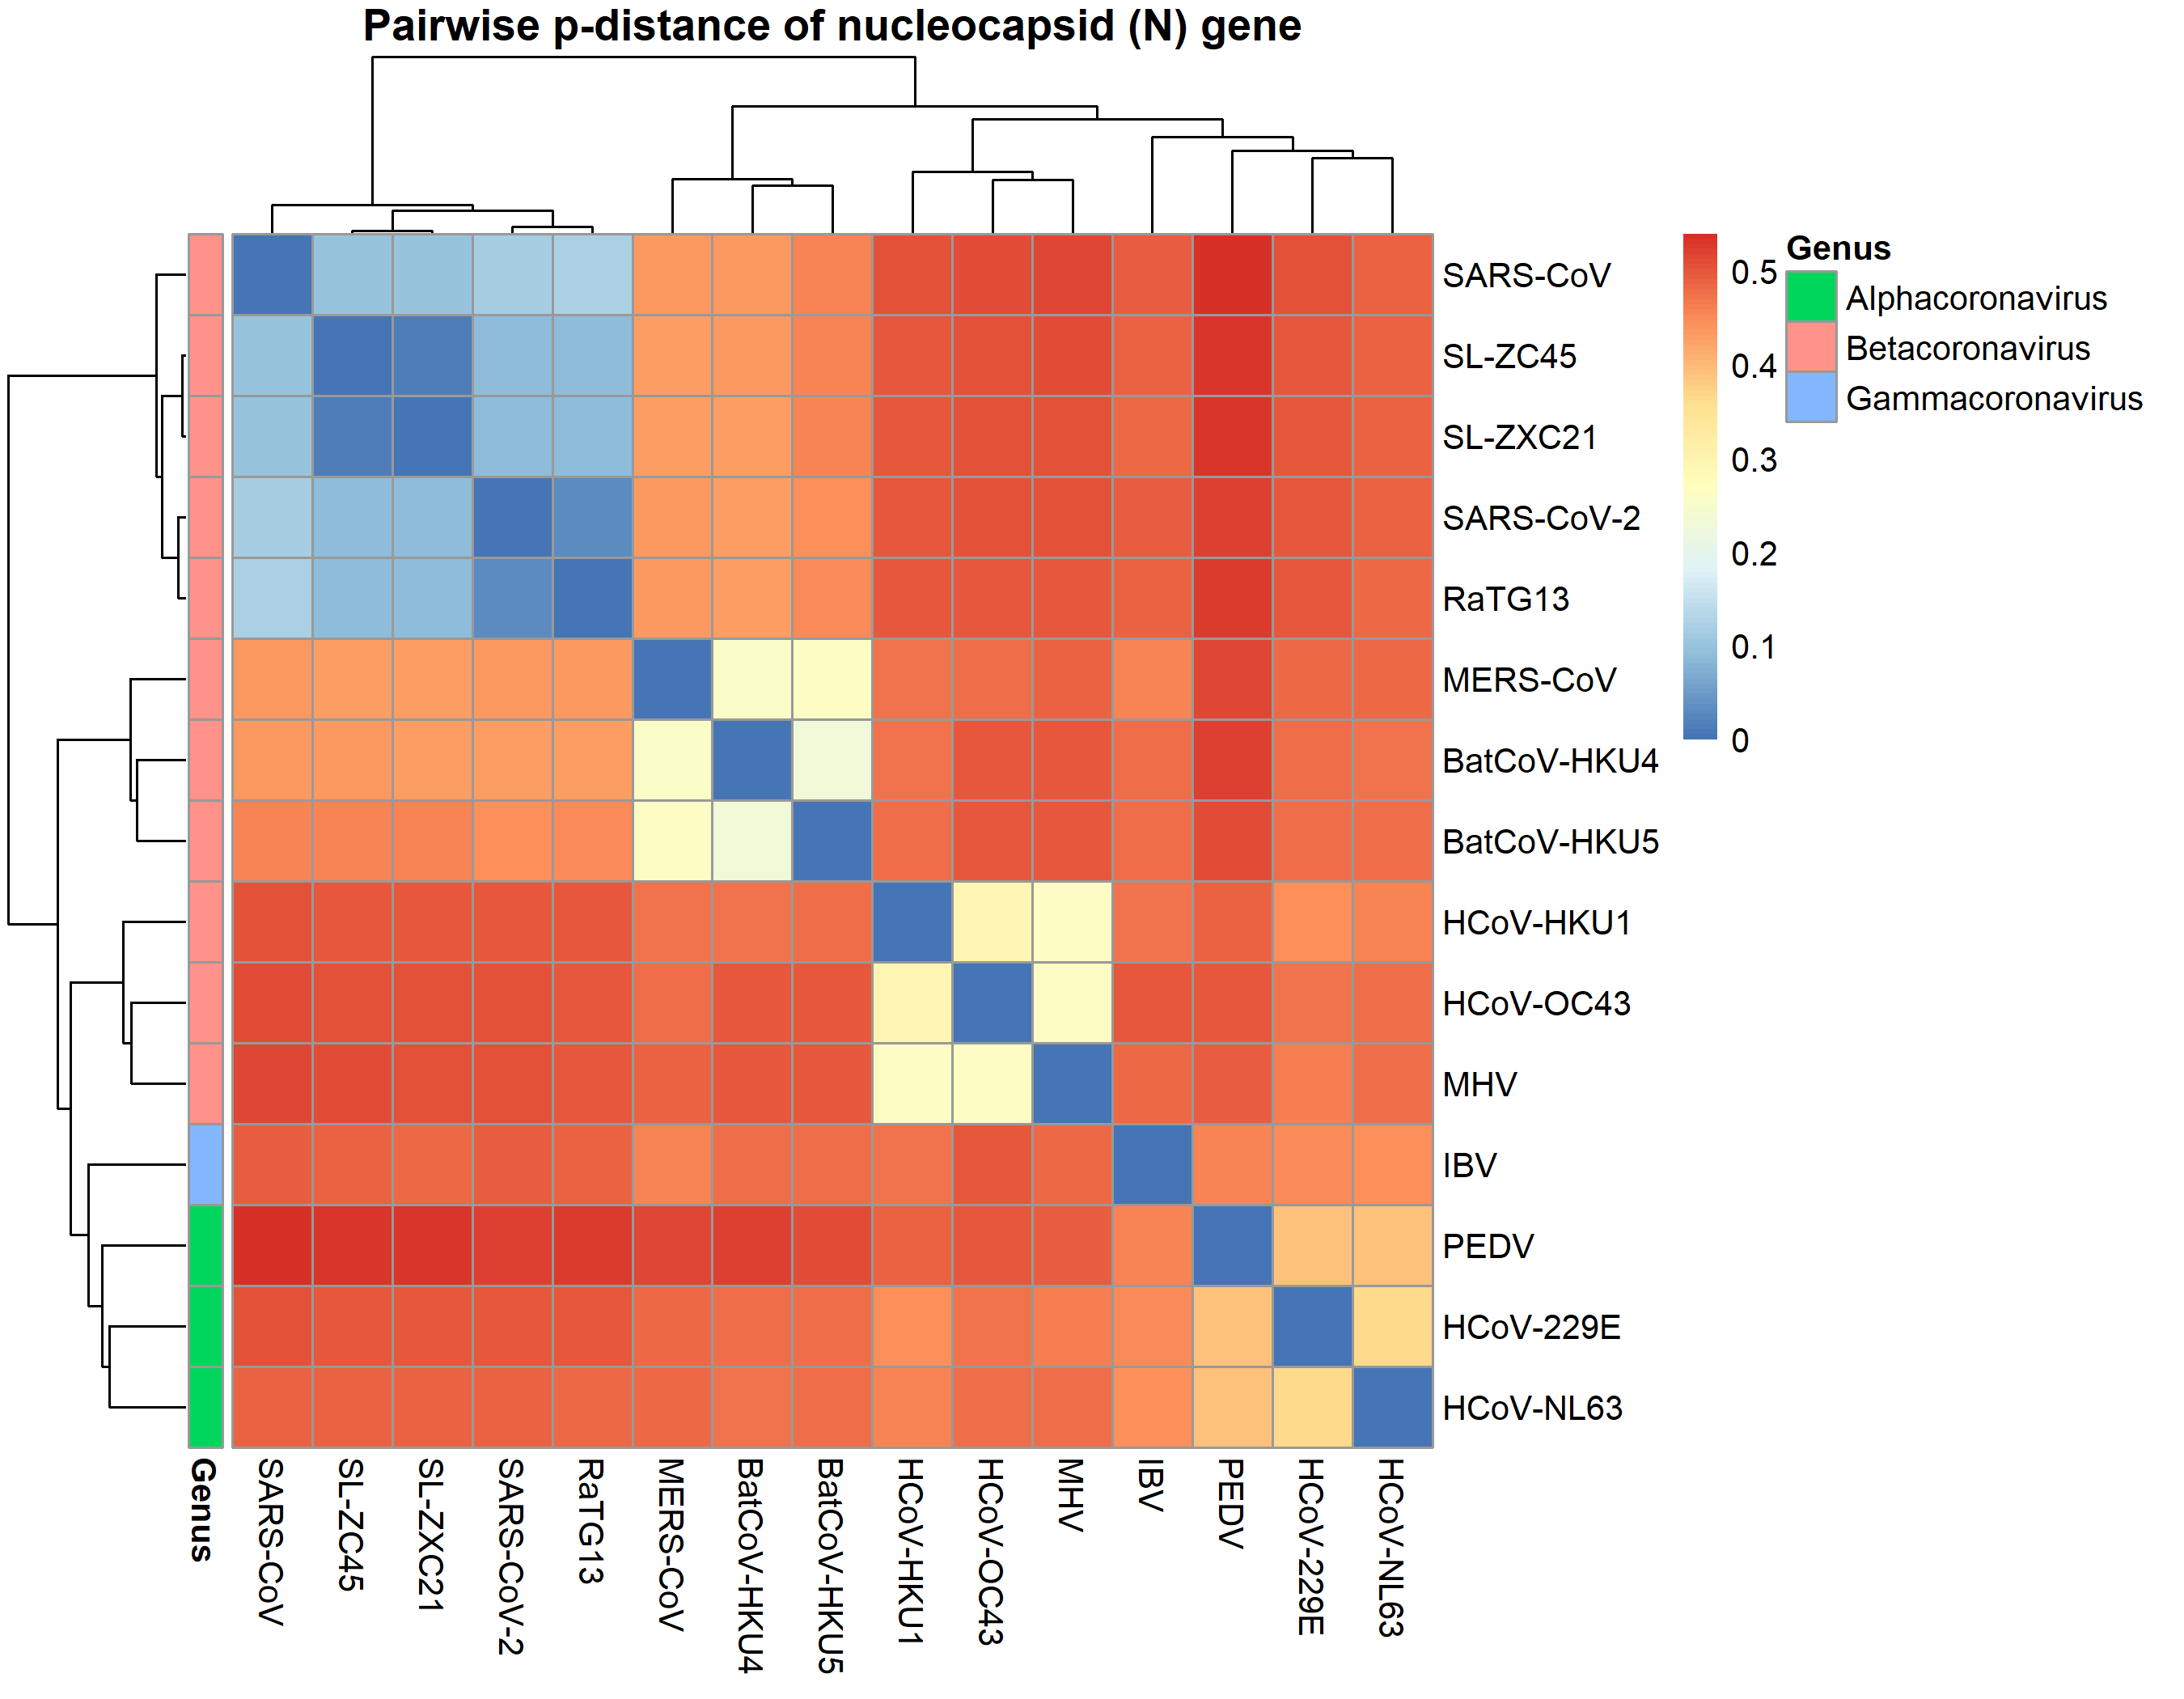 Pairwise p-distance of nucleocapsid (N) gene
SARS-CoV
SL-ZC45
SL-ZXC21
SARS-CoV-2
RaTG13
MERS-CoV
BatCoV-HKU4
BatCoV-HKU5
HCoV-HKU1
HCoV-OC43
MHV
IBV
PEDV
HCoV-229E
HCoV-NL63
0.5
0.4
0.3
0.2
0.1
0
Genus
Alphacoronavirus
Betacoronavirus
Gammacoronavirus
Genus
SARS-CoV
SL-ZC45
SL-ZXC21
SARS-CoV-2
RaTG13
MERS-CoV
BatCoV-HKU4
BatCoV-HKU5
HCoV-HKU1
HCoV-OC43
MHV
IBV
PEDV
HCoV-229E
HCoV-NL63